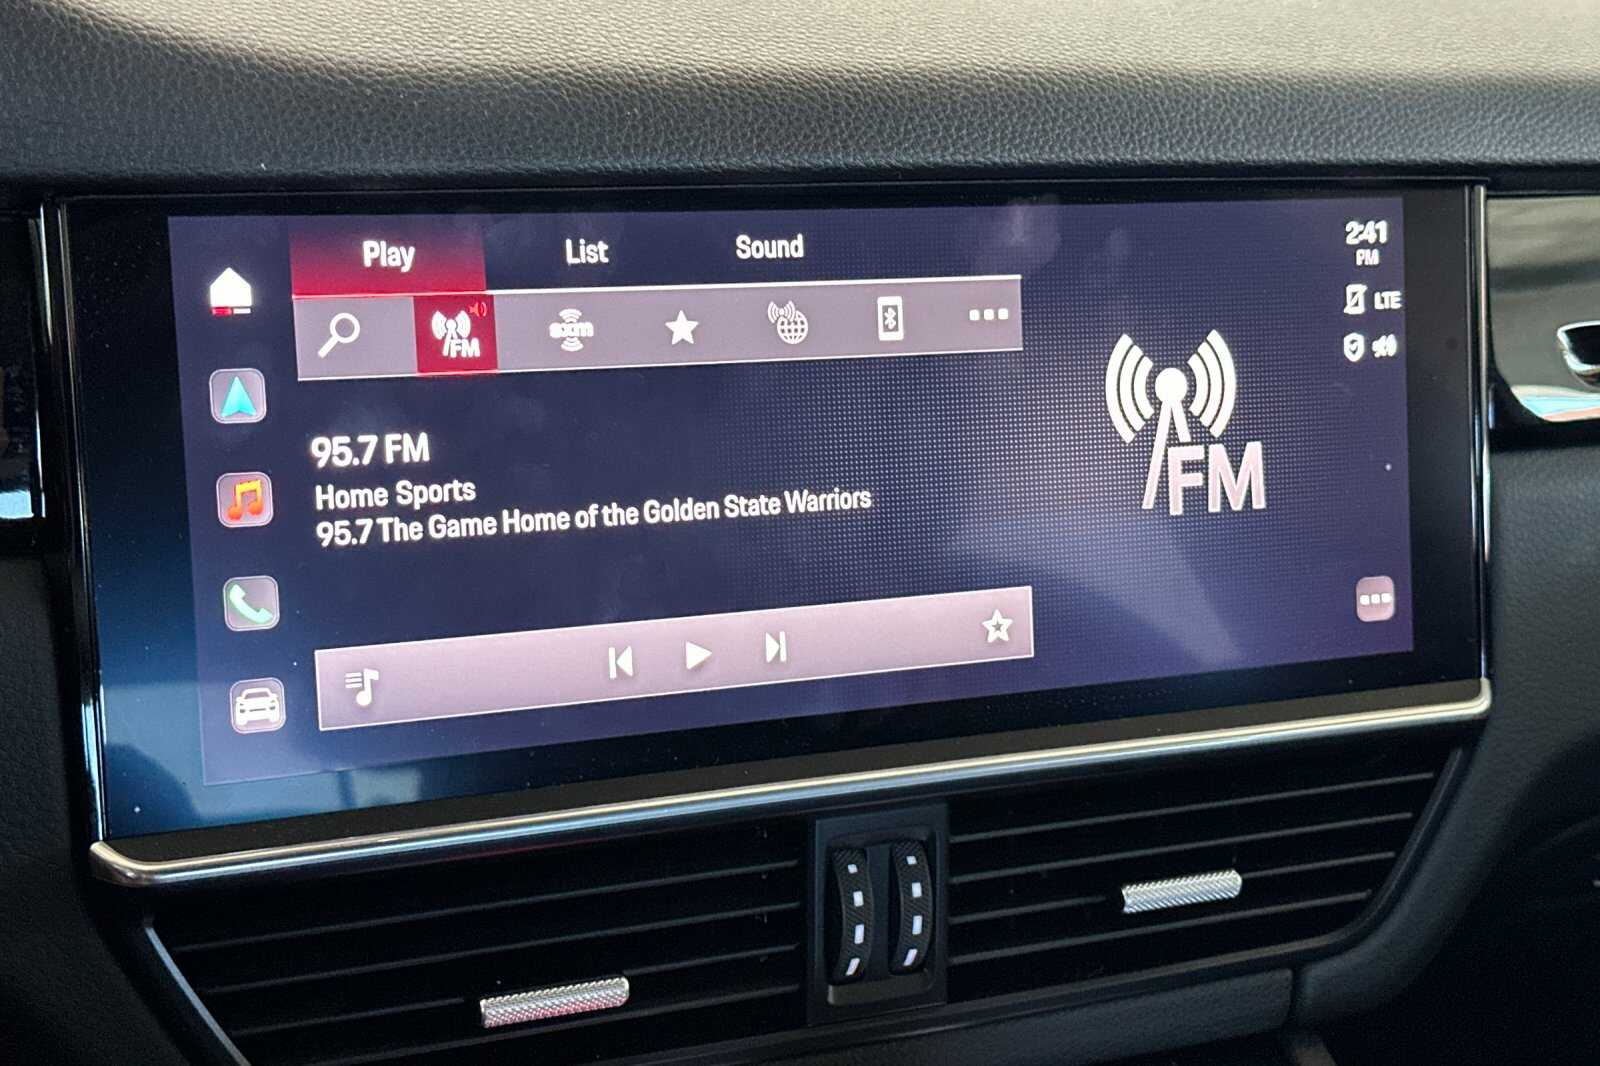 Play
List
Sound
2:41
PM
LTE
FM
sxm
95.7 FM
Home Sports
95.7 The Game Home of the Golden State Warriors
FM